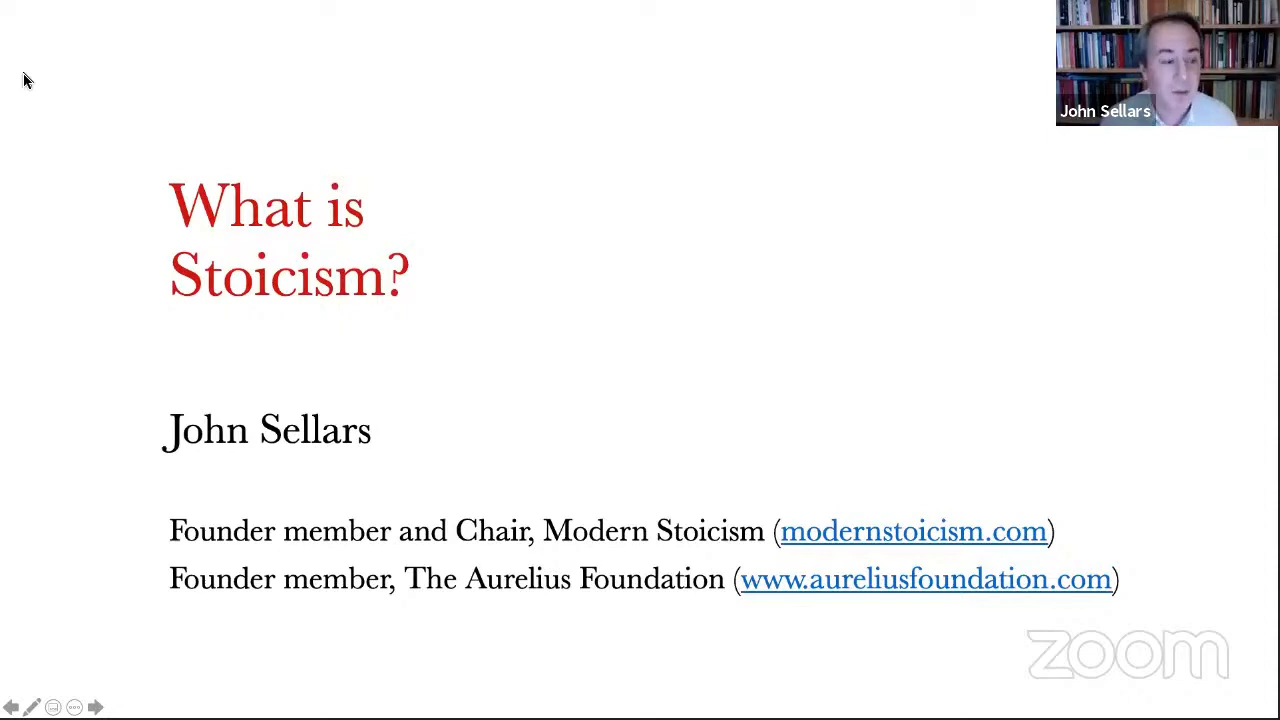 John Sellars
What is
Stoicism?
John Sellars
Founder member and Chair, Modern Stoicism (modernstoicism.com)
Founder member, The Aurelius Foundation (www.aureliusfoundation.com)
zoom